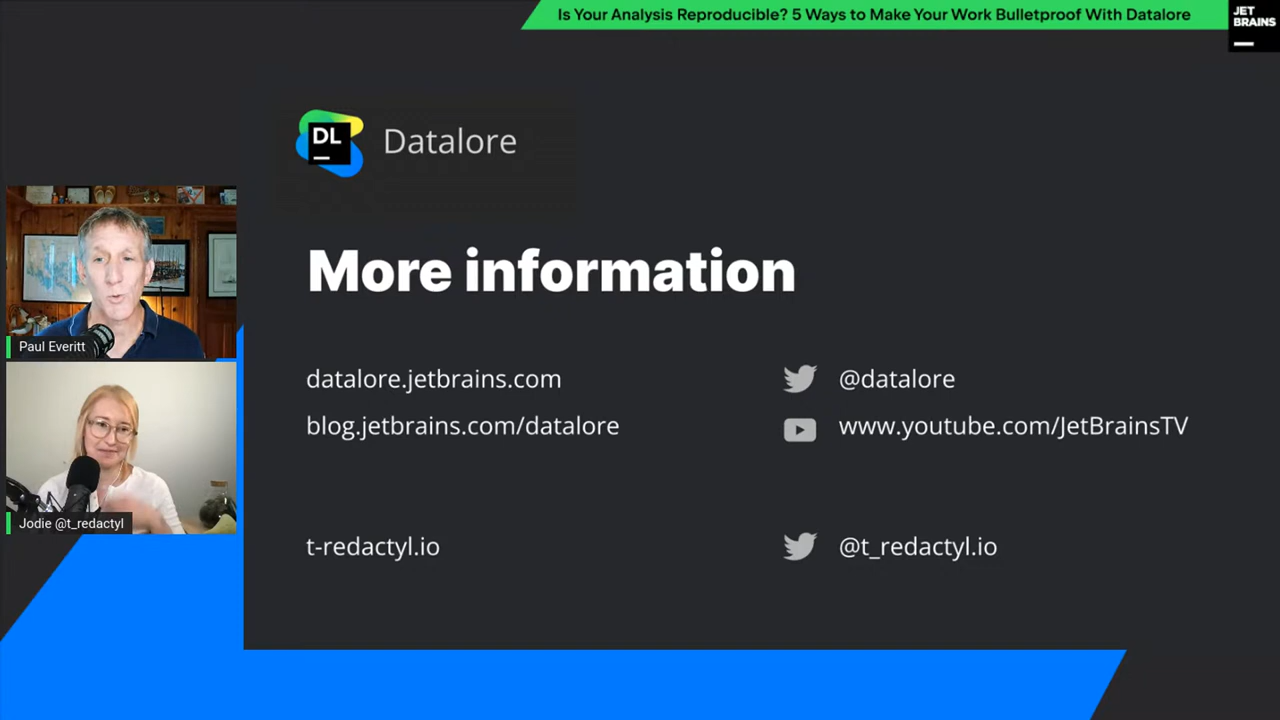 Is Your Analysis Reproducible? 5 Ways to Make Your Work Bulletproof With Datalore
JET
BRAINS
DL
Datalore
More information
Paul Everitt
datalore.jetbrains.com
@datalore
blog.jetbrains.com/datalore
www.youtube.com/JetBrainsTV
Jodie @t_redactyl
t-redactyl.io
@t_redactyl.io